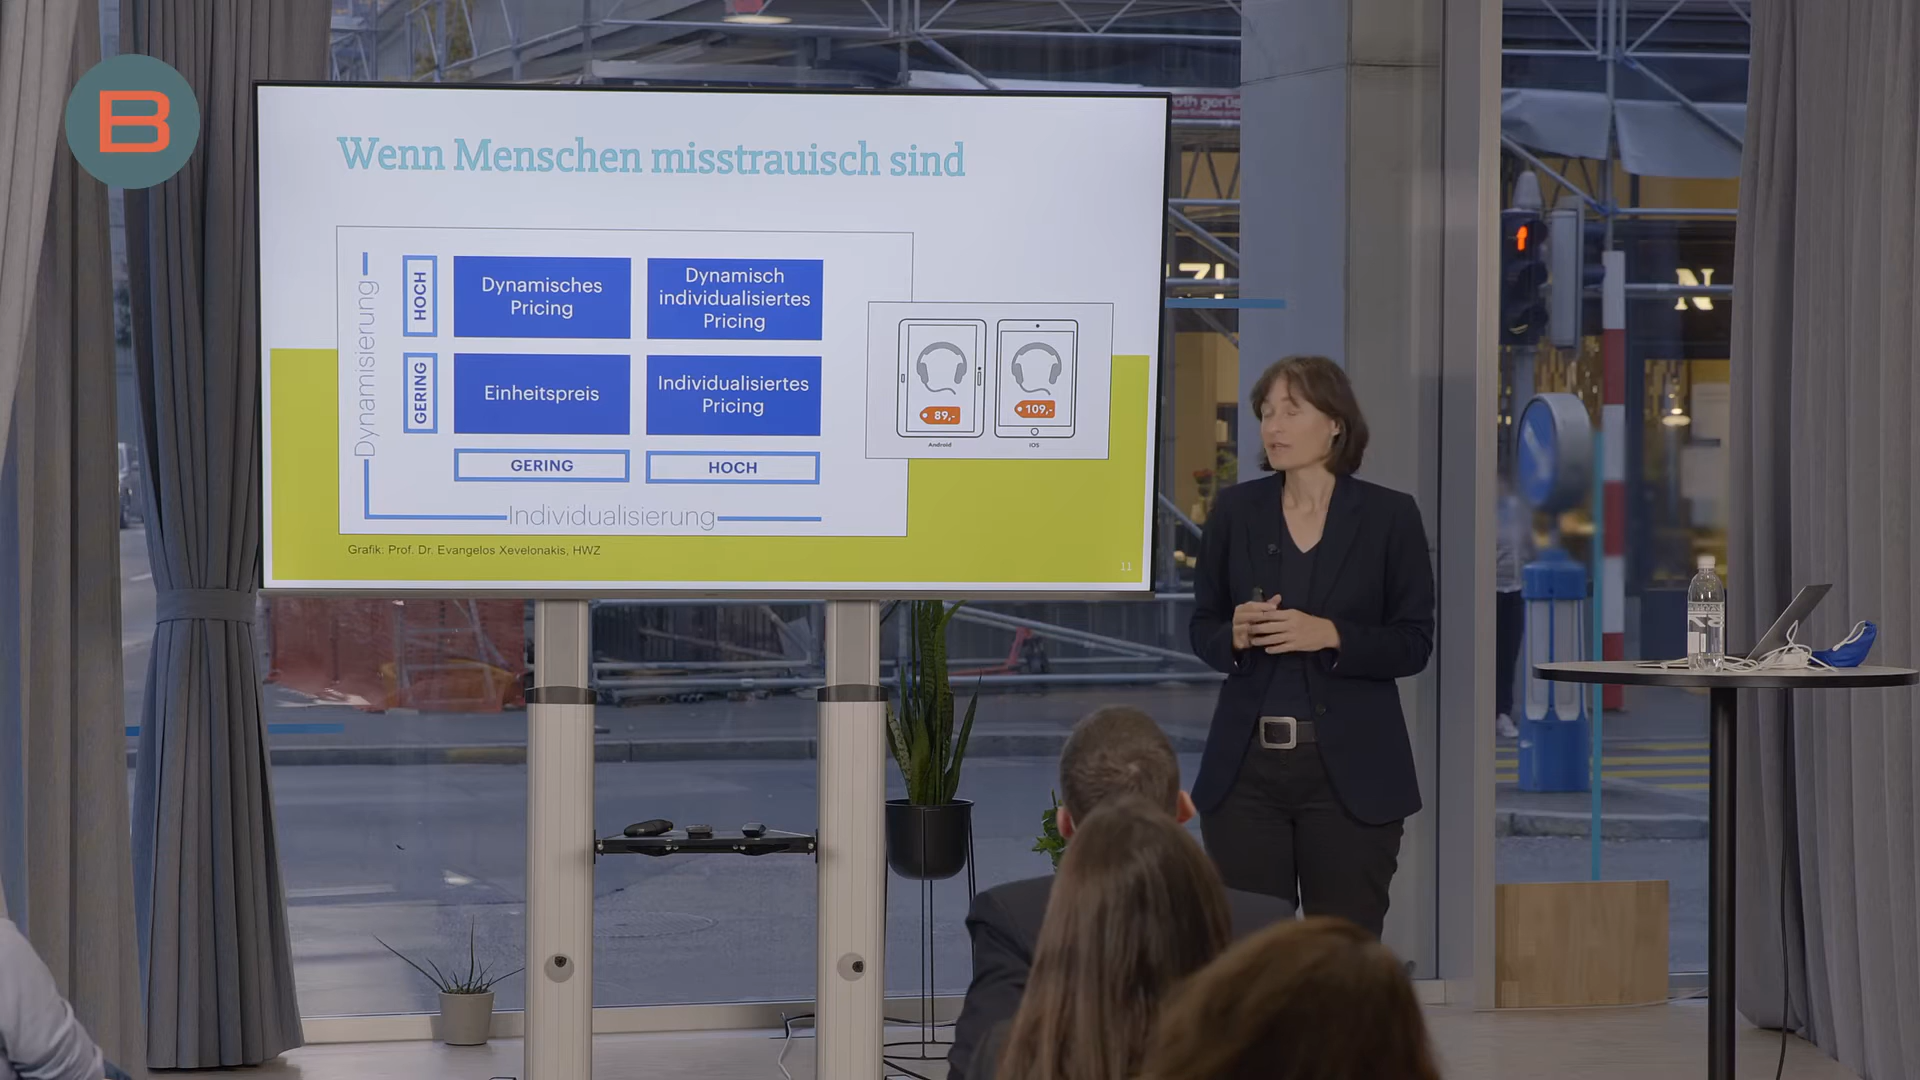 B
Wenn Menschen misstrauisch sind
Dynamisierung
HOCH
Dynamisches
Pricing
Dynamisch
individualisiertes
Pricing
GERING
Einheitspreis
Individualisiertes
Pricing
GERING
HOCH
Individualisierung
89,-
109,-
Android
iOS
Grafik: Prof. Dr. Evangelos Xevelonakis, HWZ
11
N